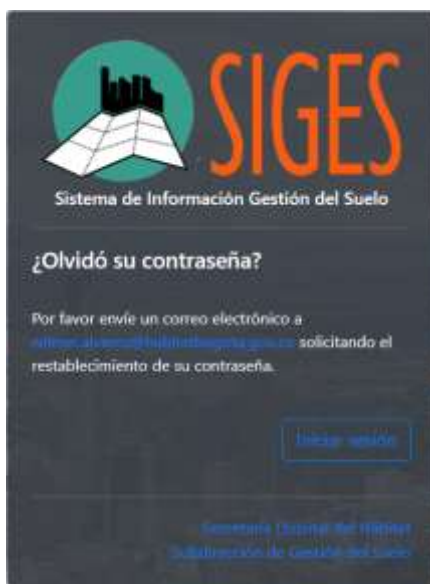 SIGES
Sistema de Información Gestión del Suelo
¿Olvidó su contraseña?
Por favor envíe un correo electrónico a
solicitando el
restablecimiento de su contraseña.
Iniciar sesión
Secretaría Distrital del Hábitat
Subdirección de Gestión del Suelo